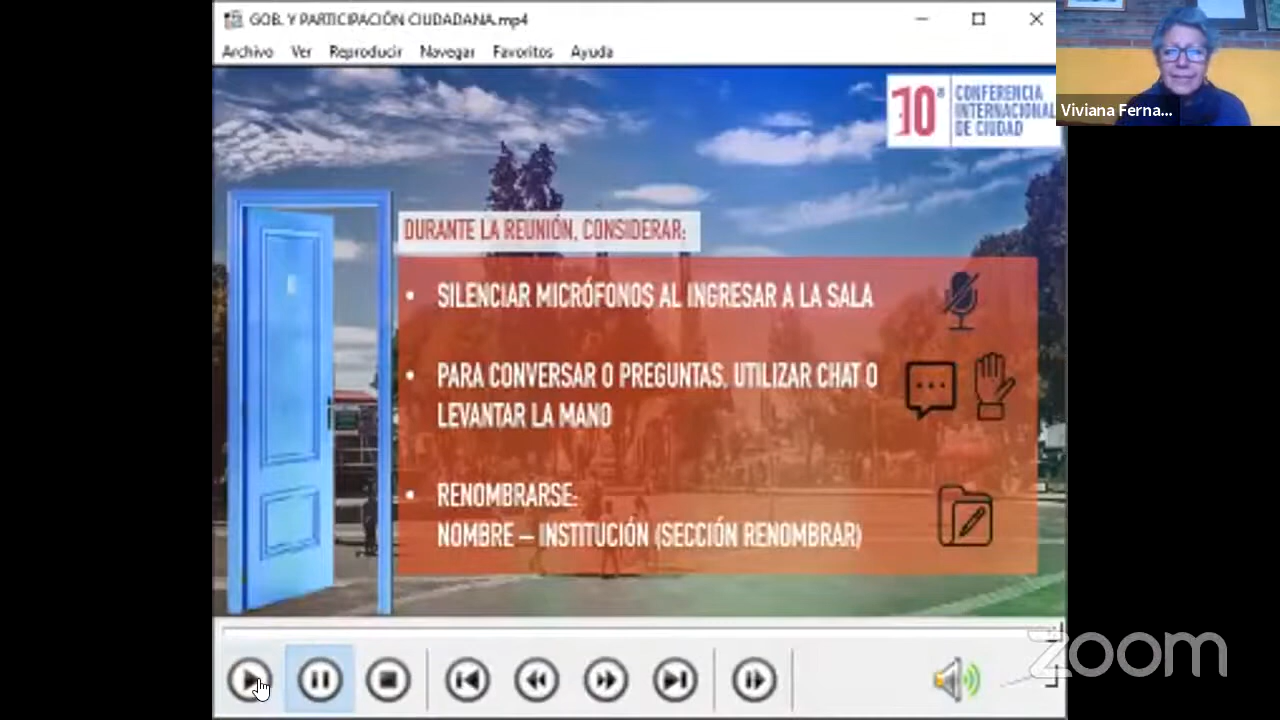 GOB. Y PARTICIPACIÓN CIUDADANA.mp4
Archivo Ver Reproducir Navegar Favoritos Ayuda
10ª CONFERENCIA
INTERNACIONAL
DE CIUDAD
Viviana Ferna...
DURANTE LA REUNIÓN, CONSIDERAR:
• SILENCIAR MICRÓFONOS AL INGRESAR A LA SALA
• PARA CONVERSAR O PREGUNTAS, UTILIZAR CHAT O
LEVANTAR LA MANO
• RENOMBRARSE:
NOMBRE – INSTITUCIÓN (SECCIÓN RENOMBRAR)
zoom